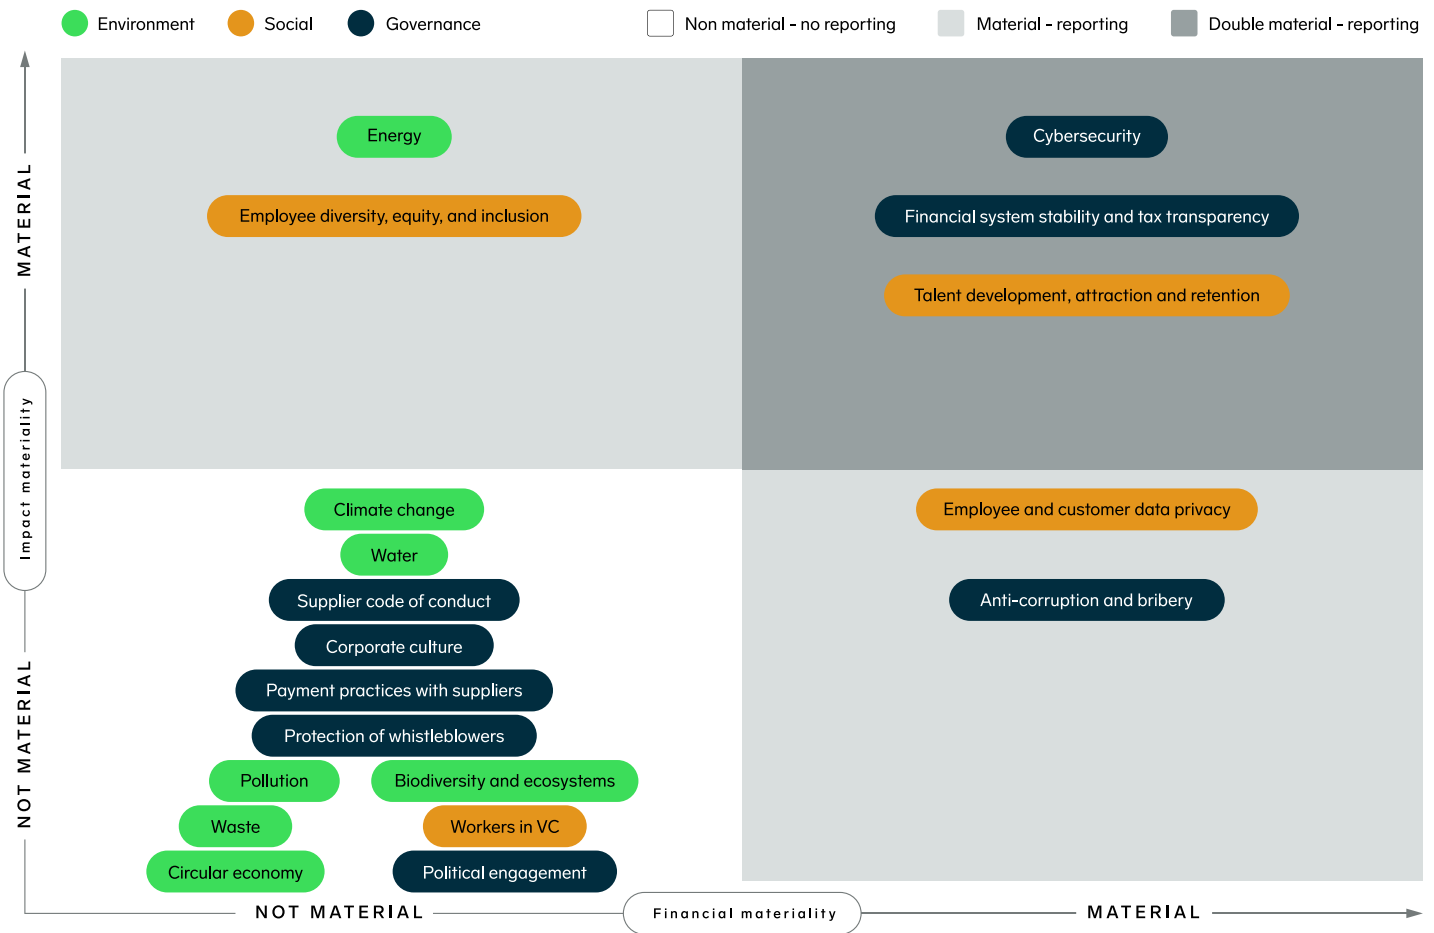 Environment
Social
Governance
Non material - no reporting
Material - reporting
Double material - reporting
MATERIAL
Impact materiality
NOT MATERIAL
Energy
Employee diversity, equity, and inclusion
Cybersecurity
Financial system stability and tax transparency
Talent development, attraction and retention
Climate change
Water
Supplier code of conduct
Corporate culture
Payment practices with suppliers
Protection of whistleblowers
Pollution
Biodiversity and ecosystems
Waste
Workers in VC
Circular economy
Political engagement
Employee and customer data privacy
Anti-corruption and bribery
NOT MATERIAL
Financial materiality
MATERIAL